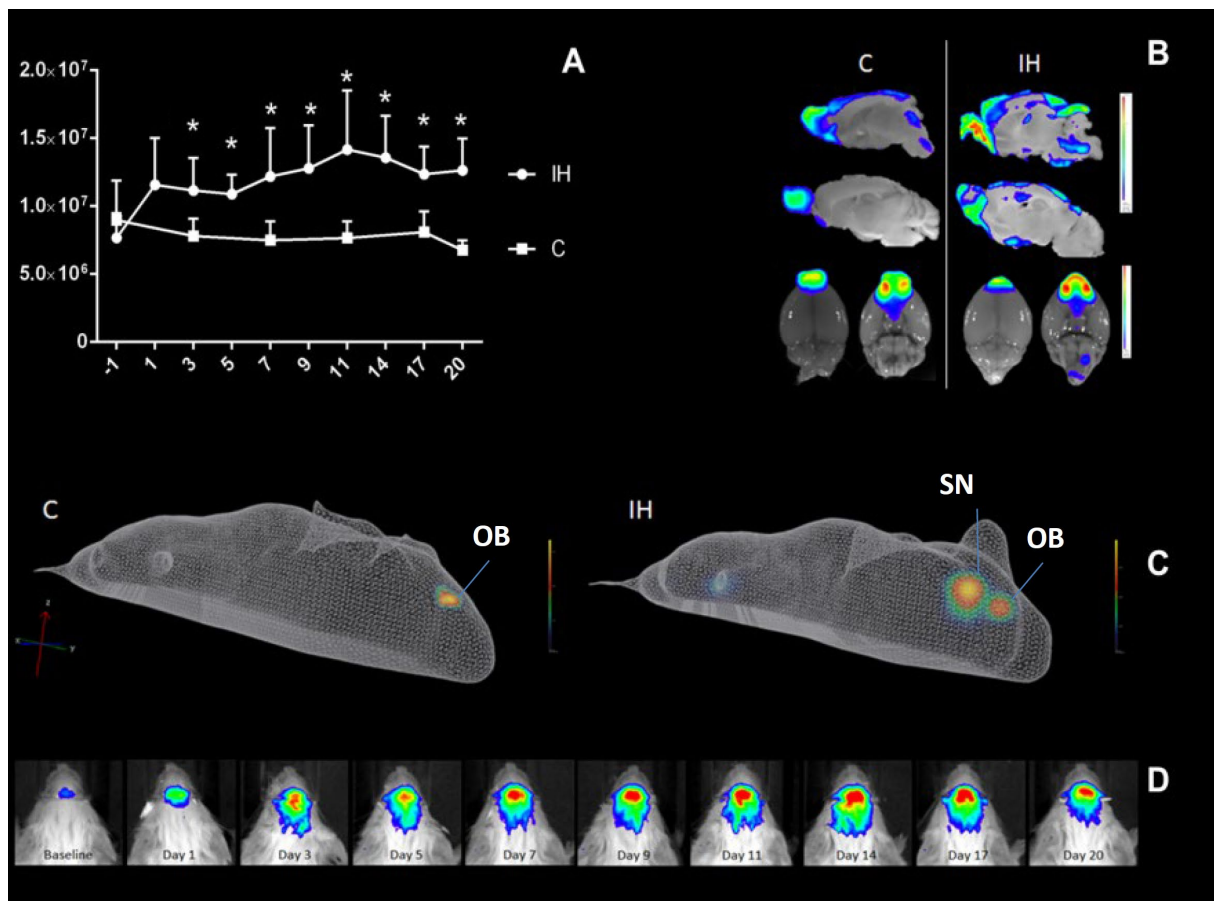 A
2.0×10⁷
1.5×10⁷
1.0×10⁷
5.0×10⁶
0
* * * * * * * *
IH
C
-1 1 3 5 7 9 11 14 17 20
C IH B
C
OB
z
x
y
IH
SN
OB
C
Baseline Day 1 Day 3 Day 5 Day 7 Day 9 Day 11 Day 14 Day 17 Day 20
D